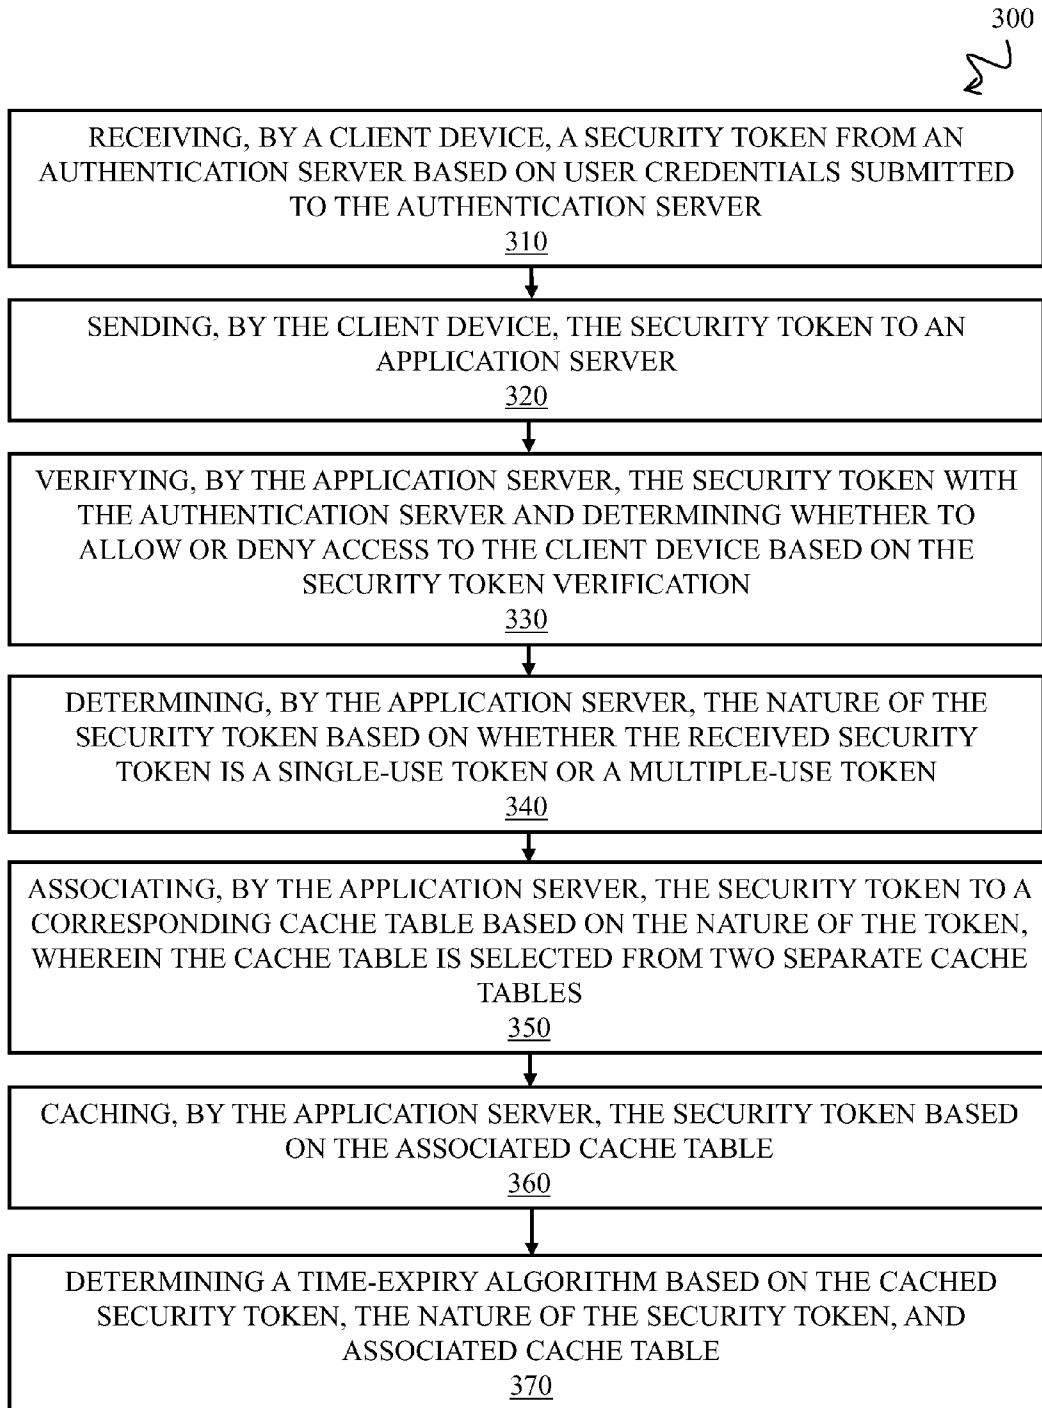 300
RECEIVING, BY A CLIENT DEVICE, A SECURITY TOKEN FROM AN
AUTHENTICATION SERVER BASED ON USER CREDENTIALS SUBMITTED
TO THE AUTHENTICATION SERVER
310
SENDING, BY THE CLIENT DEVICE, THE SECURITY TOKEN TO AN
APPLICATION SERVER
320
VERIFYING, BY THE APPLICATION SERVER, THE SECURITY TOKEN WITH
THE AUTHENTICATION SERVER AND DETERMINING WHETHER TO
ALLOW OR DENY ACCESS TO THE CLIENT DEVICE BASED ON THE
SECURITY TOKEN VERIFICATION
330
DETERMINING, BY THE APPLICATION SERVER, THE NATURE OF THE
SECURITY TOKEN BASED ON WHETHER THE RECEIVED SECURITY
TOKEN IS A SINGLE-USE TOKEN OR A MULTIPLE-USE TOKEN
340
ASSOCIATING, BY THE APPLICATION SERVER, THE SECURITY TOKEN TO A
CORRESPONDING CACHE TABLE BASED ON THE NATURE OF THE TOKEN,
WHEREIN THE CACHE TABLE IS SELECTED FROM TWO SEPARATE CACHE
TABLES
350
CACHING, BY THE APPLICATION SERVER, THE SECURITY TOKEN BASED
ON THE ASSOCIATED CACHE TABLE
360
DETERMINING A TIME-EXPIRY ALGORITHM BASED ON THE CACHED
SECURITY TOKEN, THE NATURE OF THE SECURITY TOKEN, AND
ASSOCIATED CACHE TABLE
370